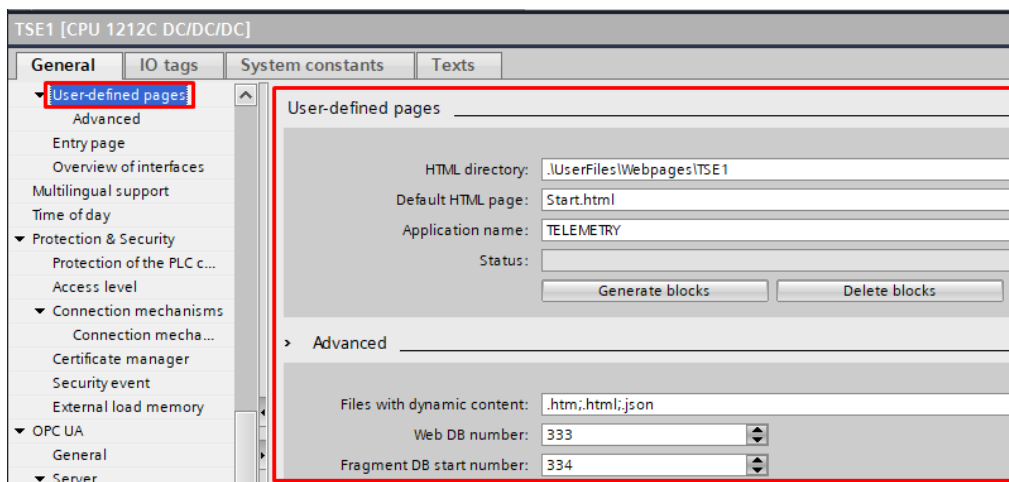 TSE1 [CPU 1212C DC/DC/DC]
General IO tags System constants Texts
User-defined pages
Advanced
Entry page
Overview of interfaces
Multilingual support
Time of day
Protection & Security
Protection of the PLC c...
Access level
Connection mechanisms
Connection mecha...
Certificate manager
Security event
External load memory
OPC UA
General
Server
User-defined pages
HTML directory: .\UserFiles\Webpages\TSE1
Default HTML page: Start.html
Application name: TELEMETRY
Status:
Generate blocks Delete blocks
Advanced
Files with dynamic content: .htm;.html;.json
Web DB number: 333
Fragment DB start number: 334